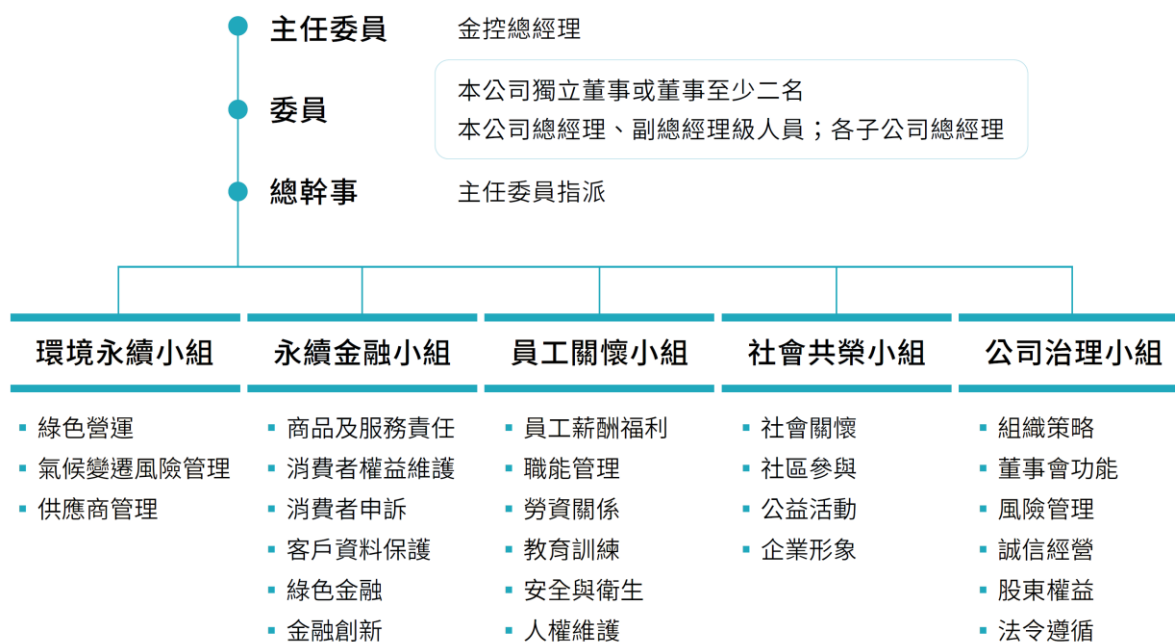 主任委員
金控總經理
委員
本公司獨立董事或董事至少二名
本公司總經理、副總經理級人員；各子公司總經理
總幹事
主任委員指派
環境永續小組
綠色營運
氣候變遷風險管理
供應商管理
永續金融小組
商品及服務責任
消費者權益維護
消費者申訴
客戶資料保護
綠色金融
金融創新
員工關懷小組
員工薪酬福利
職能管理
勞資關係
教育訓練
安全與衛生
人權維護
社會共榮小組
社會關懷
社區參與
公益活動
企業形象
公司治理小組
組織策略
董事會功能
風險管理
誠信經營
股東權益
法令遵循